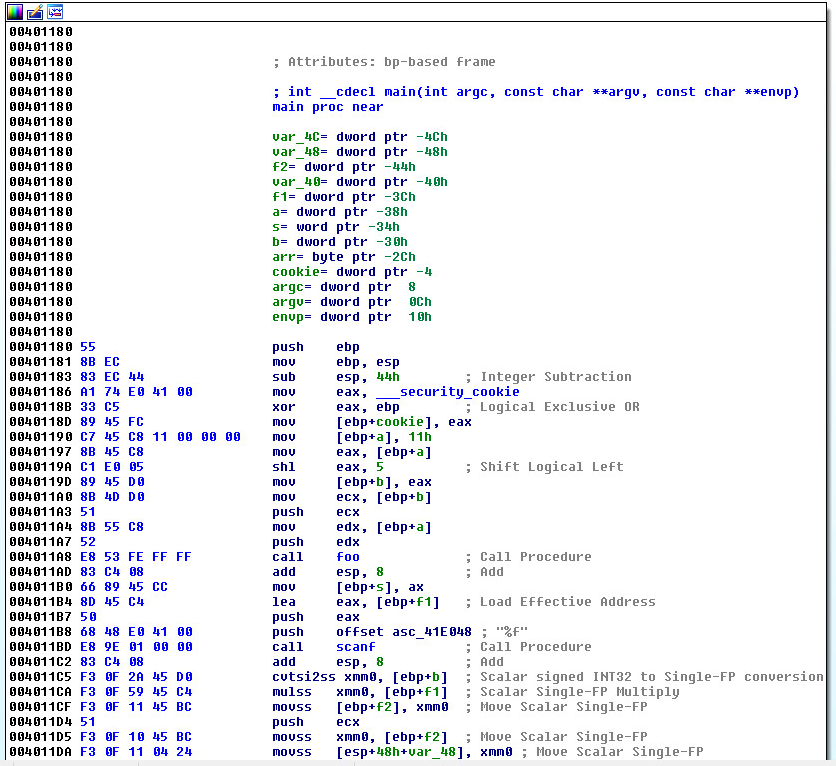 00401180
00401180
00401180 ; Attributes: bp-based frame
00401180
00401180 ; int __cdecl main(int argc, const char **argv, const char **envp)
00401180 main proc near
00401180
00401180 var_4C= dword ptr -4Ch
00401180 var_48= dword ptr -48h
00401180 f2= dword ptr -44h
00401180 var_40= dword ptr -40h
00401180 f1= dword ptr -3Ch
00401180 a= dword ptr -38h
00401180 s= word ptr -34h
00401180 b= dword ptr -30h
00401180 arr= byte ptr -2Ch
00401180 cookie= dword ptr -4
00401180 argc= dword ptr  8
00401180 argv= dword ptr  0Ch
00401180 envp= dword ptr  10h
00401180
00401180 55 push ebp
00401181 8B EC mov ebp, esp
00401183 83 EC 44 sub esp, 44h ; Integer Subtraction
00401186 A1 74 E0 41 00 mov eax, ___security_cookie
0040118B 33 C5 xor eax, ebp ; Logical Exclusive OR
0040118D 89 45 FC mov [ebp+cookie], eax
00401190 C7 45 C8 11 00 00 00 mov [ebp+a], 11h
00401197 8B 45 C8 mov eax, [ebp+a]
0040119A C1 E0 05 shl eax, 5 ; Shift Logical Left
0040119D 89 45 D0 mov [ebp+b], eax
004011A0 8B 4D D0 mov ecx, [ebp+b]
004011A3 51 push ecx
004011A4 8B 55 C8 mov edx, [ebp+a]
004011A7 52 push edx
004011A8 E8 53 FE FF FF call foo ; Call Procedure
004011AD 83 C4 08 add esp, 8 ; Add
004011B0 66 89 45 CC mov [ebp+s], ax
004011B4 8D 45 C4 lea eax, [ebp+f1] ; Load Effective Address
004011B7 50 push eax
004011B8 68 48 E0 41 00 push offset asc_41E048 ; "%f"
004011BD E8 9E 01 00 00 call scanf ; Call Procedure
004011C2 83 C4 08 add esp, 8 ; Add
004011C5 F3 0F 2A 45 D0 cvtsi2ss xmm0, [ebp+b] ; Scalar signed INT32 to Single-FP conversion
004011CA F3 0F 59 45 C4 mulss xmm0, [ebp+f1] ; Scalar Single-FP Multiply
004011CF F3 0F 11 45 BC movss [ebp+f2], xmm0 ; Move Scalar Single-FP
004011D4 51 push ecx
004011D5 F3 0F 10 45 BC movss xmm0, [ebp+f2] ; Move Scalar Single-FP
004011DA F3 0F 11 04 24 movss [esp+48h+var_48], xmm0 ; Move Scalar Single-FP